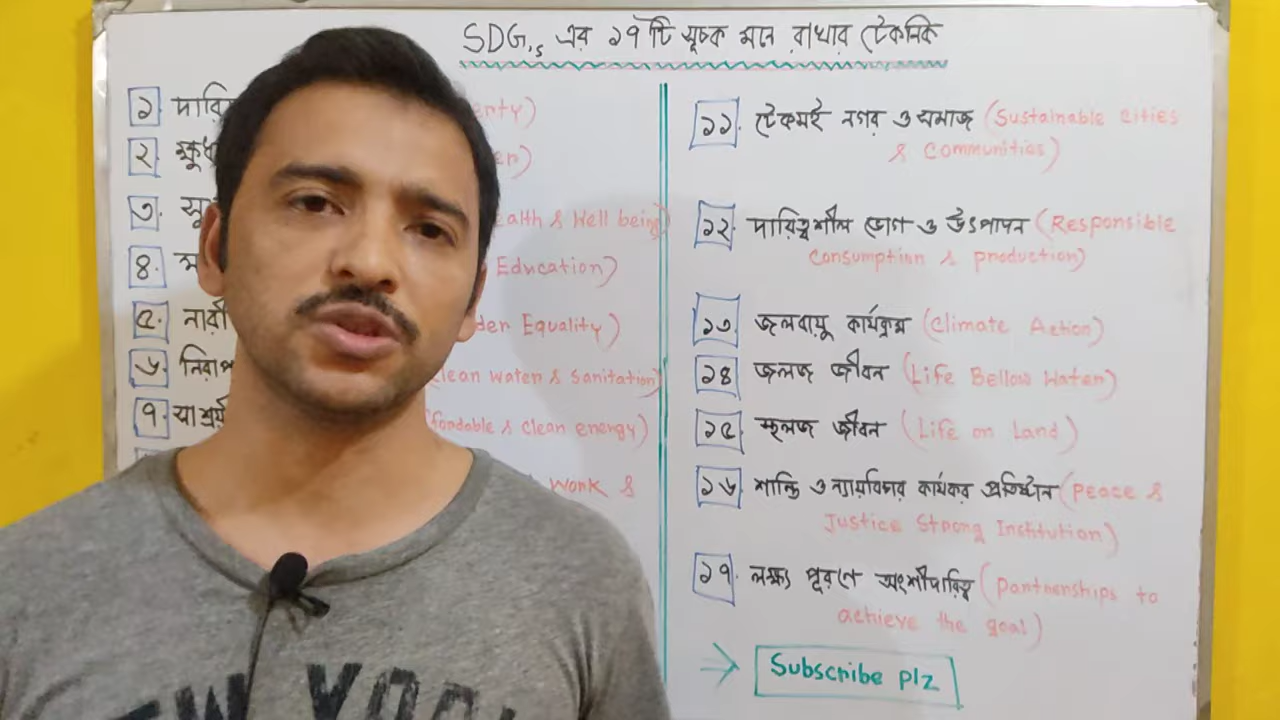 SDG,s এর ১৭ টি সূচক মনে রাখার টেকনিক
১.
২.
৩.
alth & Well being)
৪.
Education)
৫. নারী
der Equality)
৬. নিরাপ
lean water & Sanitation)
৭. সাশ্রয়
fordable & clean energy)
Work &
১১. টেকসই নগর ও সমাজ (Sustainable cities
& Communities)
১২. দায়িত্বশীল ভোগ ও উৎপাদন (Responsible
Consumption & production)
১৩ জলবায়ু কার্যক্রম (Climate Action)
১৪ জলজ জীবন (Life Bellow Water)
১৫. স্থলজ জীবন (Life on Land)
১৬. শান্তি ও ন্যায়বিচার কার্যকর প্রতিষ্ঠান (Peace &
Justice Strong Institution)
১৭. লক্ষ্য পূরণে অংশীদারিত্ব (partnerships to
achieve the goal)
→ Subscribe plz